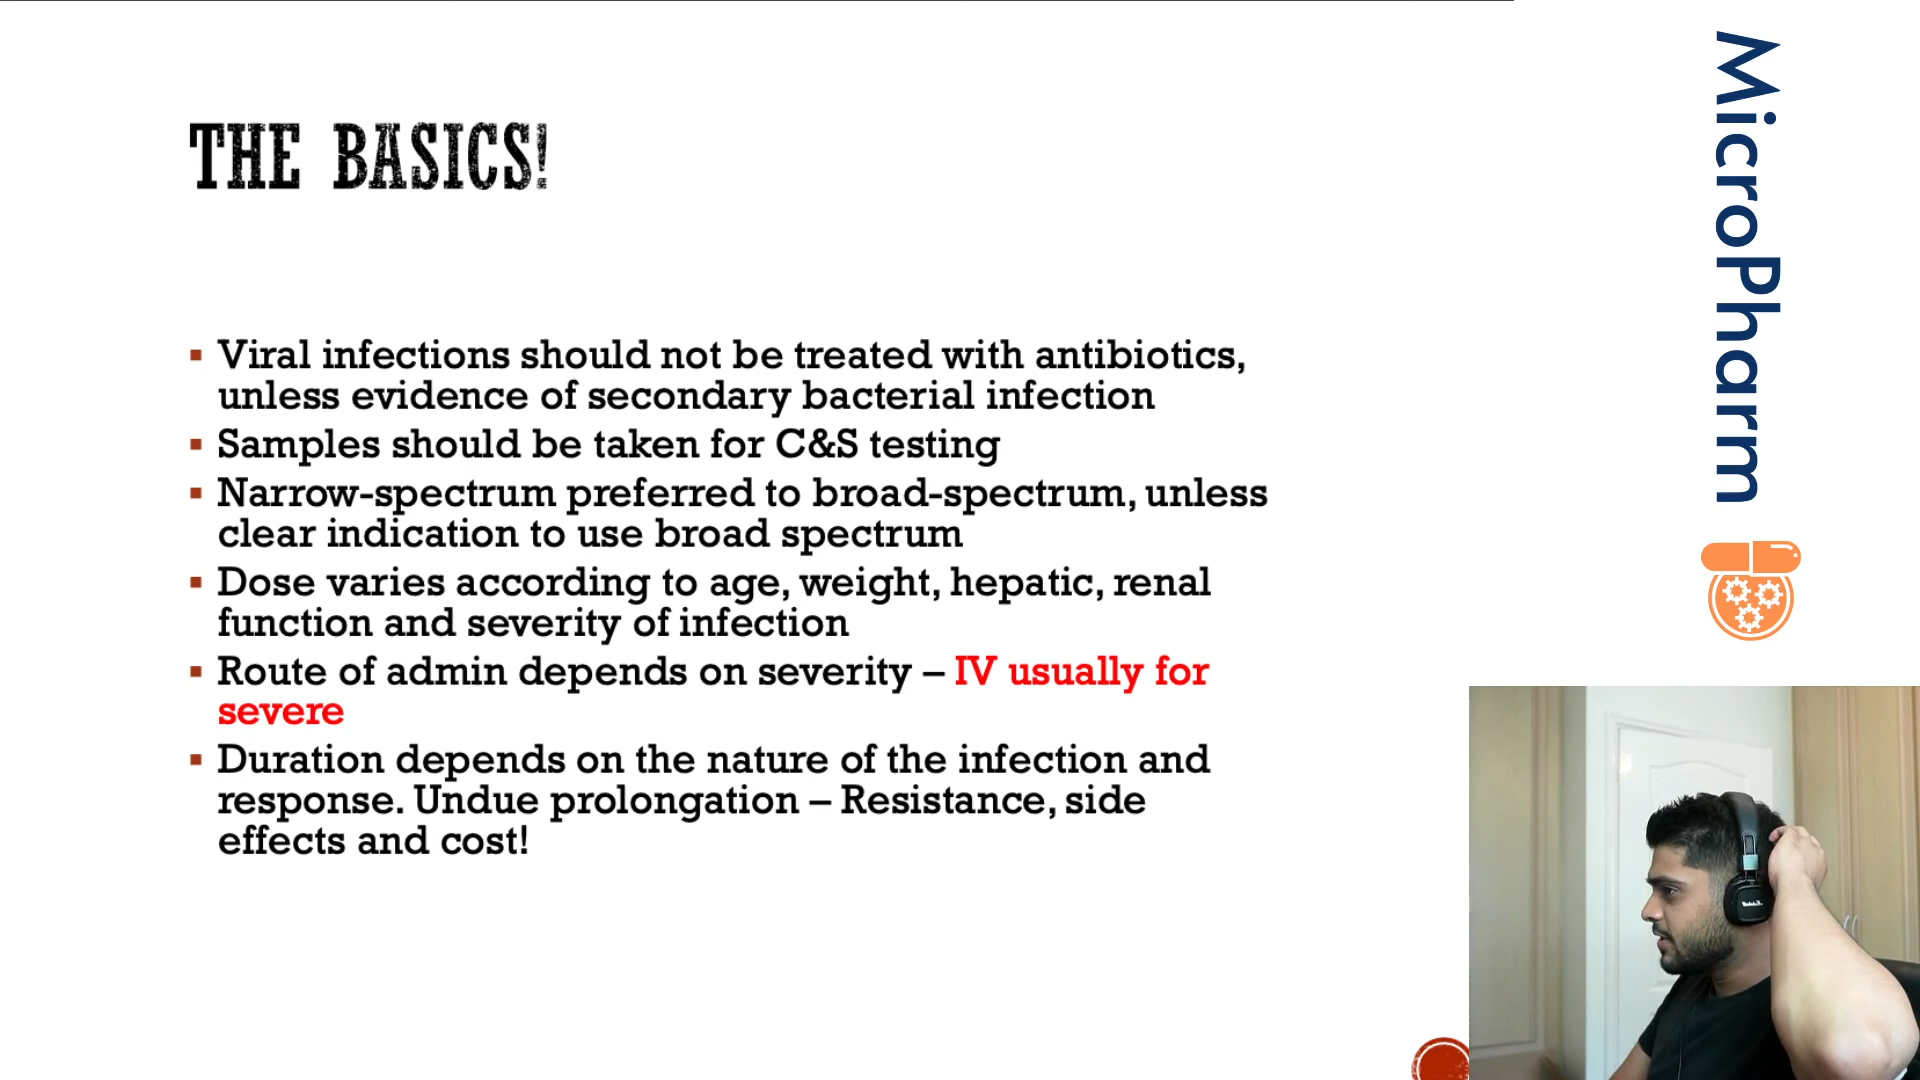 THE BASICS!
▪ Viral infections should not be treated with antibiotics,
unless evidence of secondary bacterial infection
▪ Samples should be taken for C&S testing
▪ Narrow-spectrum preferred to broad-spectrum, unless
clear indication to use broad spectrum
▪ Dose varies according to age, weight, hepatic, renal
function and severity of infection
▪ Route of admin depends on severity – IV usually for
severe
▪ Duration depends on the nature of the infection and
response. Undue prolongation – Resistance, side
effects and cost!
MicroPharm